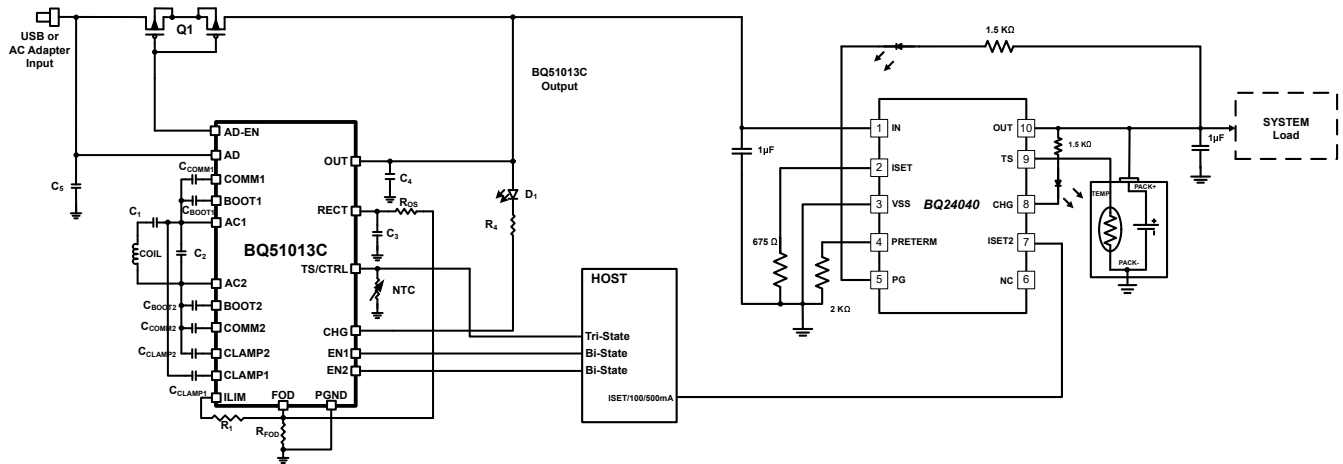 USB or
AC Adapter
Input
Q1
BQ51013C
Output
AD-EN
AD
COMM1
BOOT1
AC1
AC2
BOOT2
COMM2
CLAMP2
CLAMP1
ILIM
FOD
PGND
BQ51013C
OUT
RECT
TS/CTRL
CHG
EN1
EN2
C5
CCOMM1
CBOOT1
C1
COIL
C2
CBOOT2
CCOMM2
CCLAMP2
CCLAMP1
R1
RFOD
C4
ROS
C3
NTC
D1
R4
HOST
Tri-State
Bi-State
Bi-State
ISET/100/500mA
1µF
675 Ω
2 KΩ
1.5 KΩ
BQ24040
1 IN
2 ISET
3 VSS
4 PRETERM
5 PG
OUT 10
TS 9
CHG 8
ISET2 7
NC 6
1.5 KΩ
TEMP
PACK+
PACK-
1µF
SYSTEM
Load